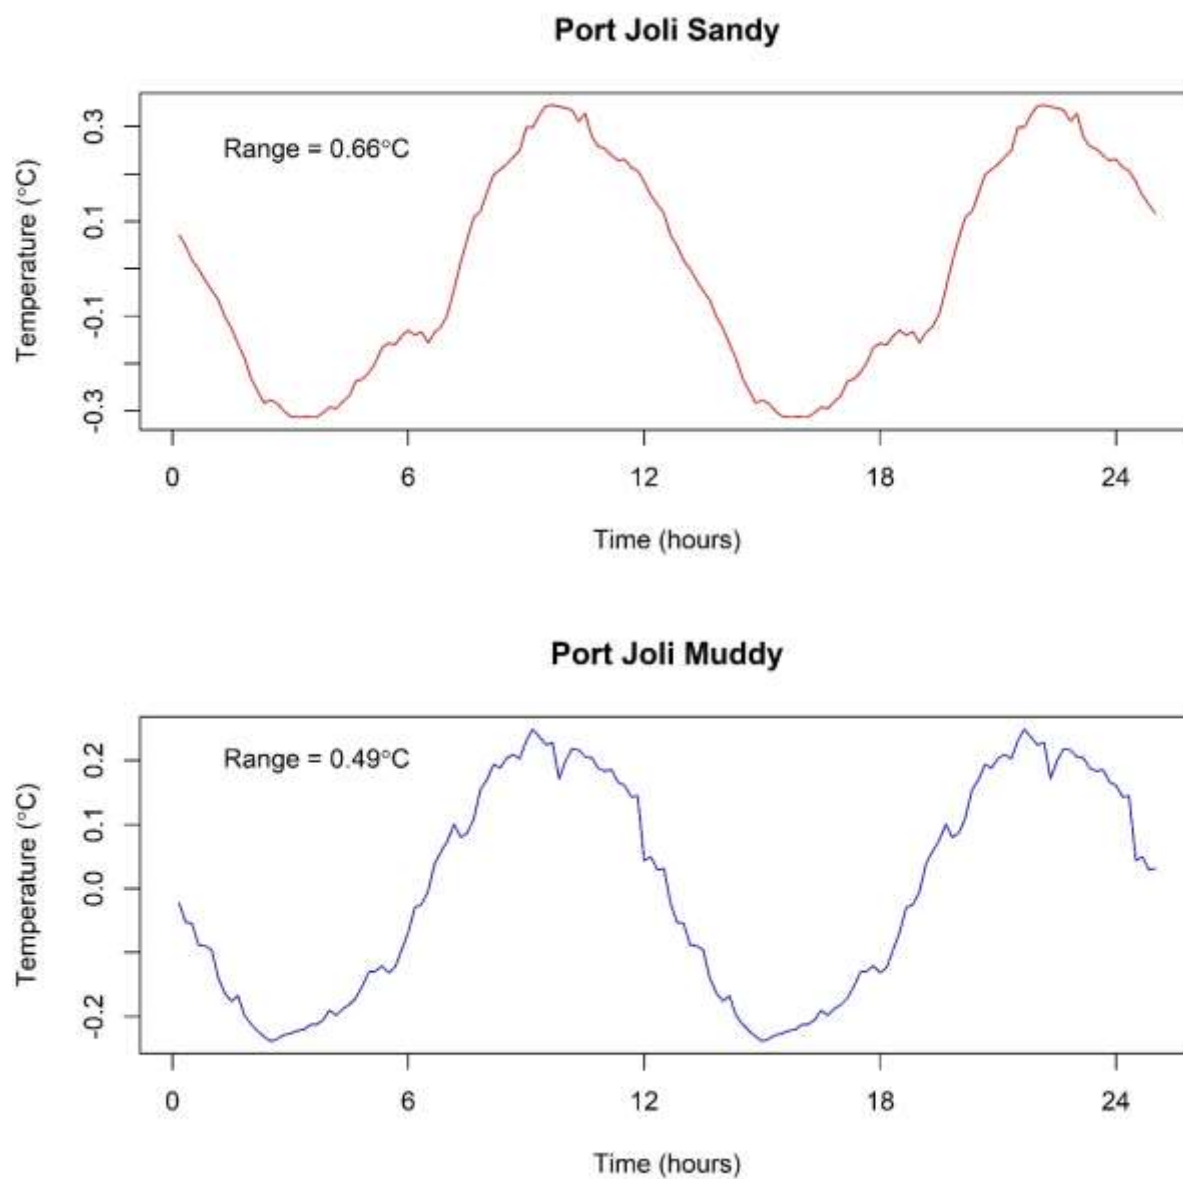 Port Joli Sandy
Range = 0.66°C
Temperature (°C)
0.3
0.1
-0.1
-0.3
0 6 12 18 24
Time (hours)
Port Joli Muddy
Range = 0.49°C
Temperature (°C)
0.2
0.1
0.0
-0.2
0 6 12 18 24
Time (hours)